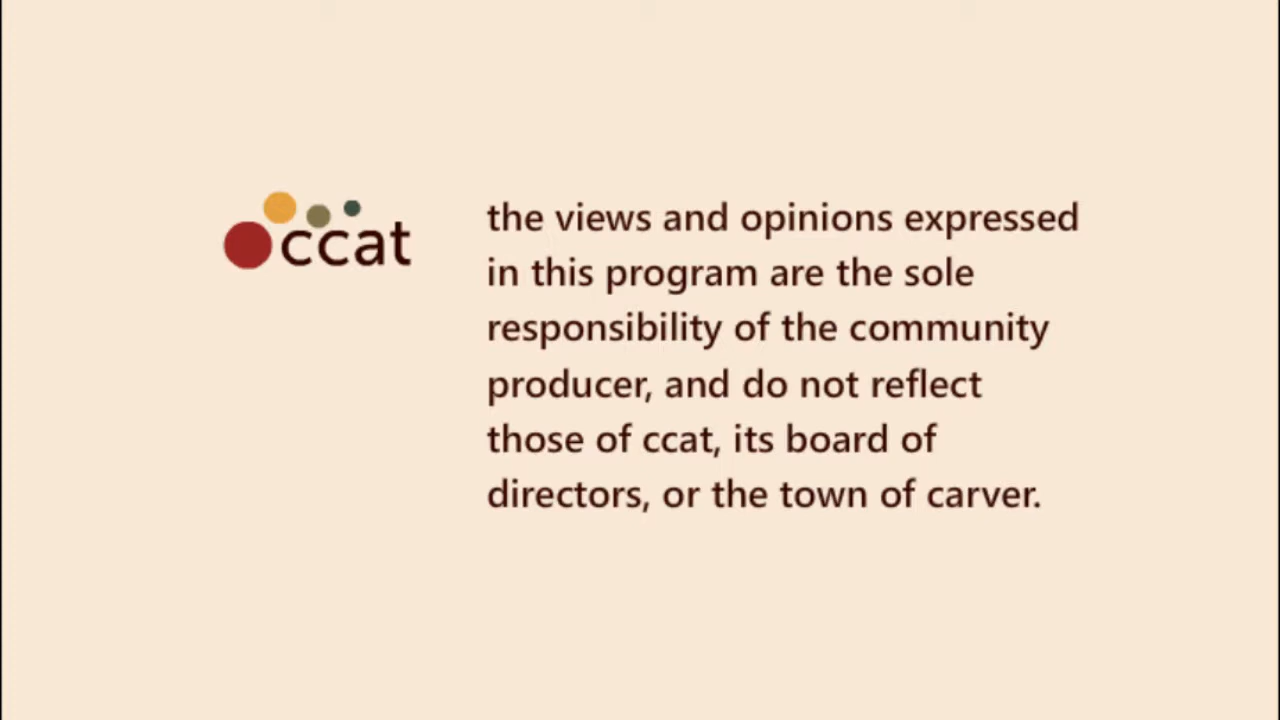 ccat
the views and opinions expressed
in this program are the sole
responsibility of the community
producer, and do not reflect
those of ccat, its board of
directors, or the town of carver.